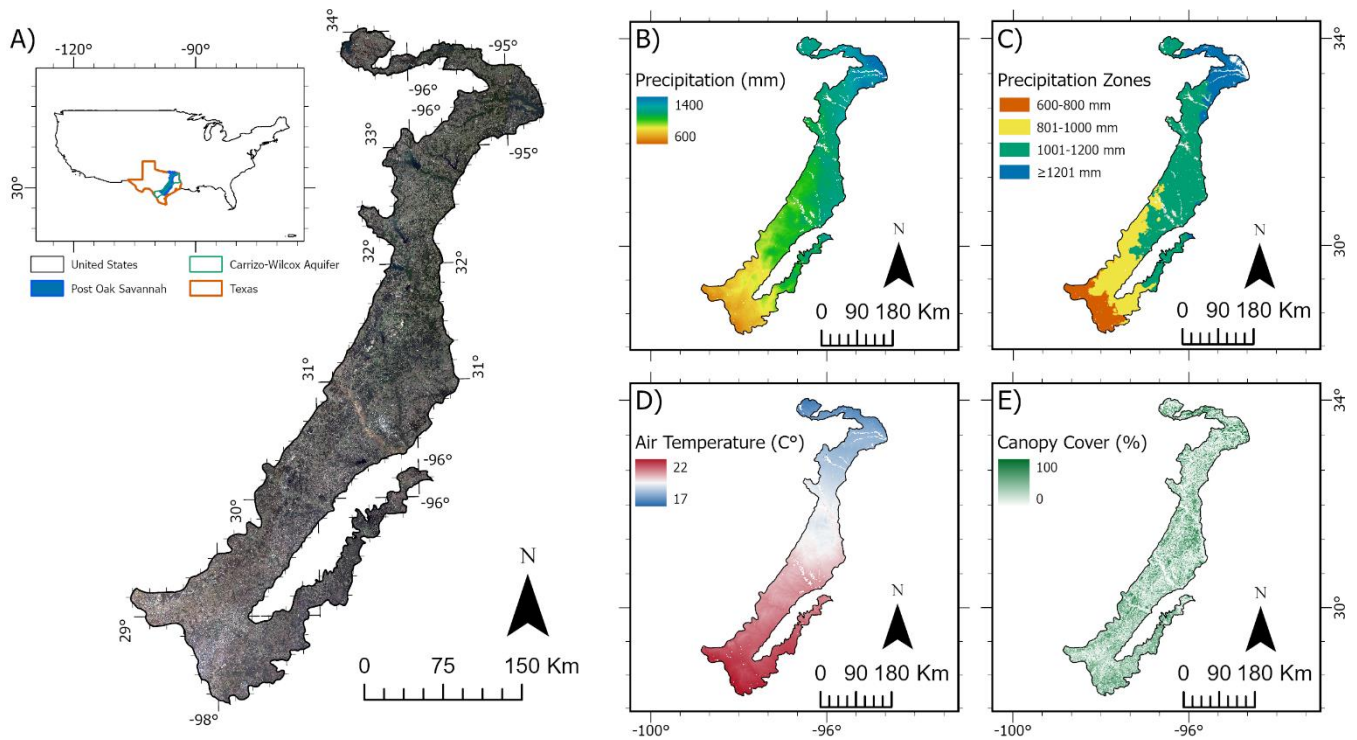 A)
-120°
-90°
30°
United States
Carrizo-Wilcox Aquifer
Post Oak Savannah
Texas
34°
-95°
-96°
-96°
33°
-95°
32°
32°
31°
31°
-96°
-96°
30°
29°
-98°
N
0 75 150 Km
B)
Precipitation (mm)
1400
600
N
0 90 180 Km
C)
Precipitation Zones
600-800 mm
801-1000 mm
1001-1200 mm
≥1201 mm
34°
30°
N
0 90 180 Km
D)
Air Temperature (C°)
22
17
N
0 90 180 Km
-100°
-96°
E)
Canopy Cover (%)
100
0
34°
30°
N
0 90 180 Km
-100°
-96°